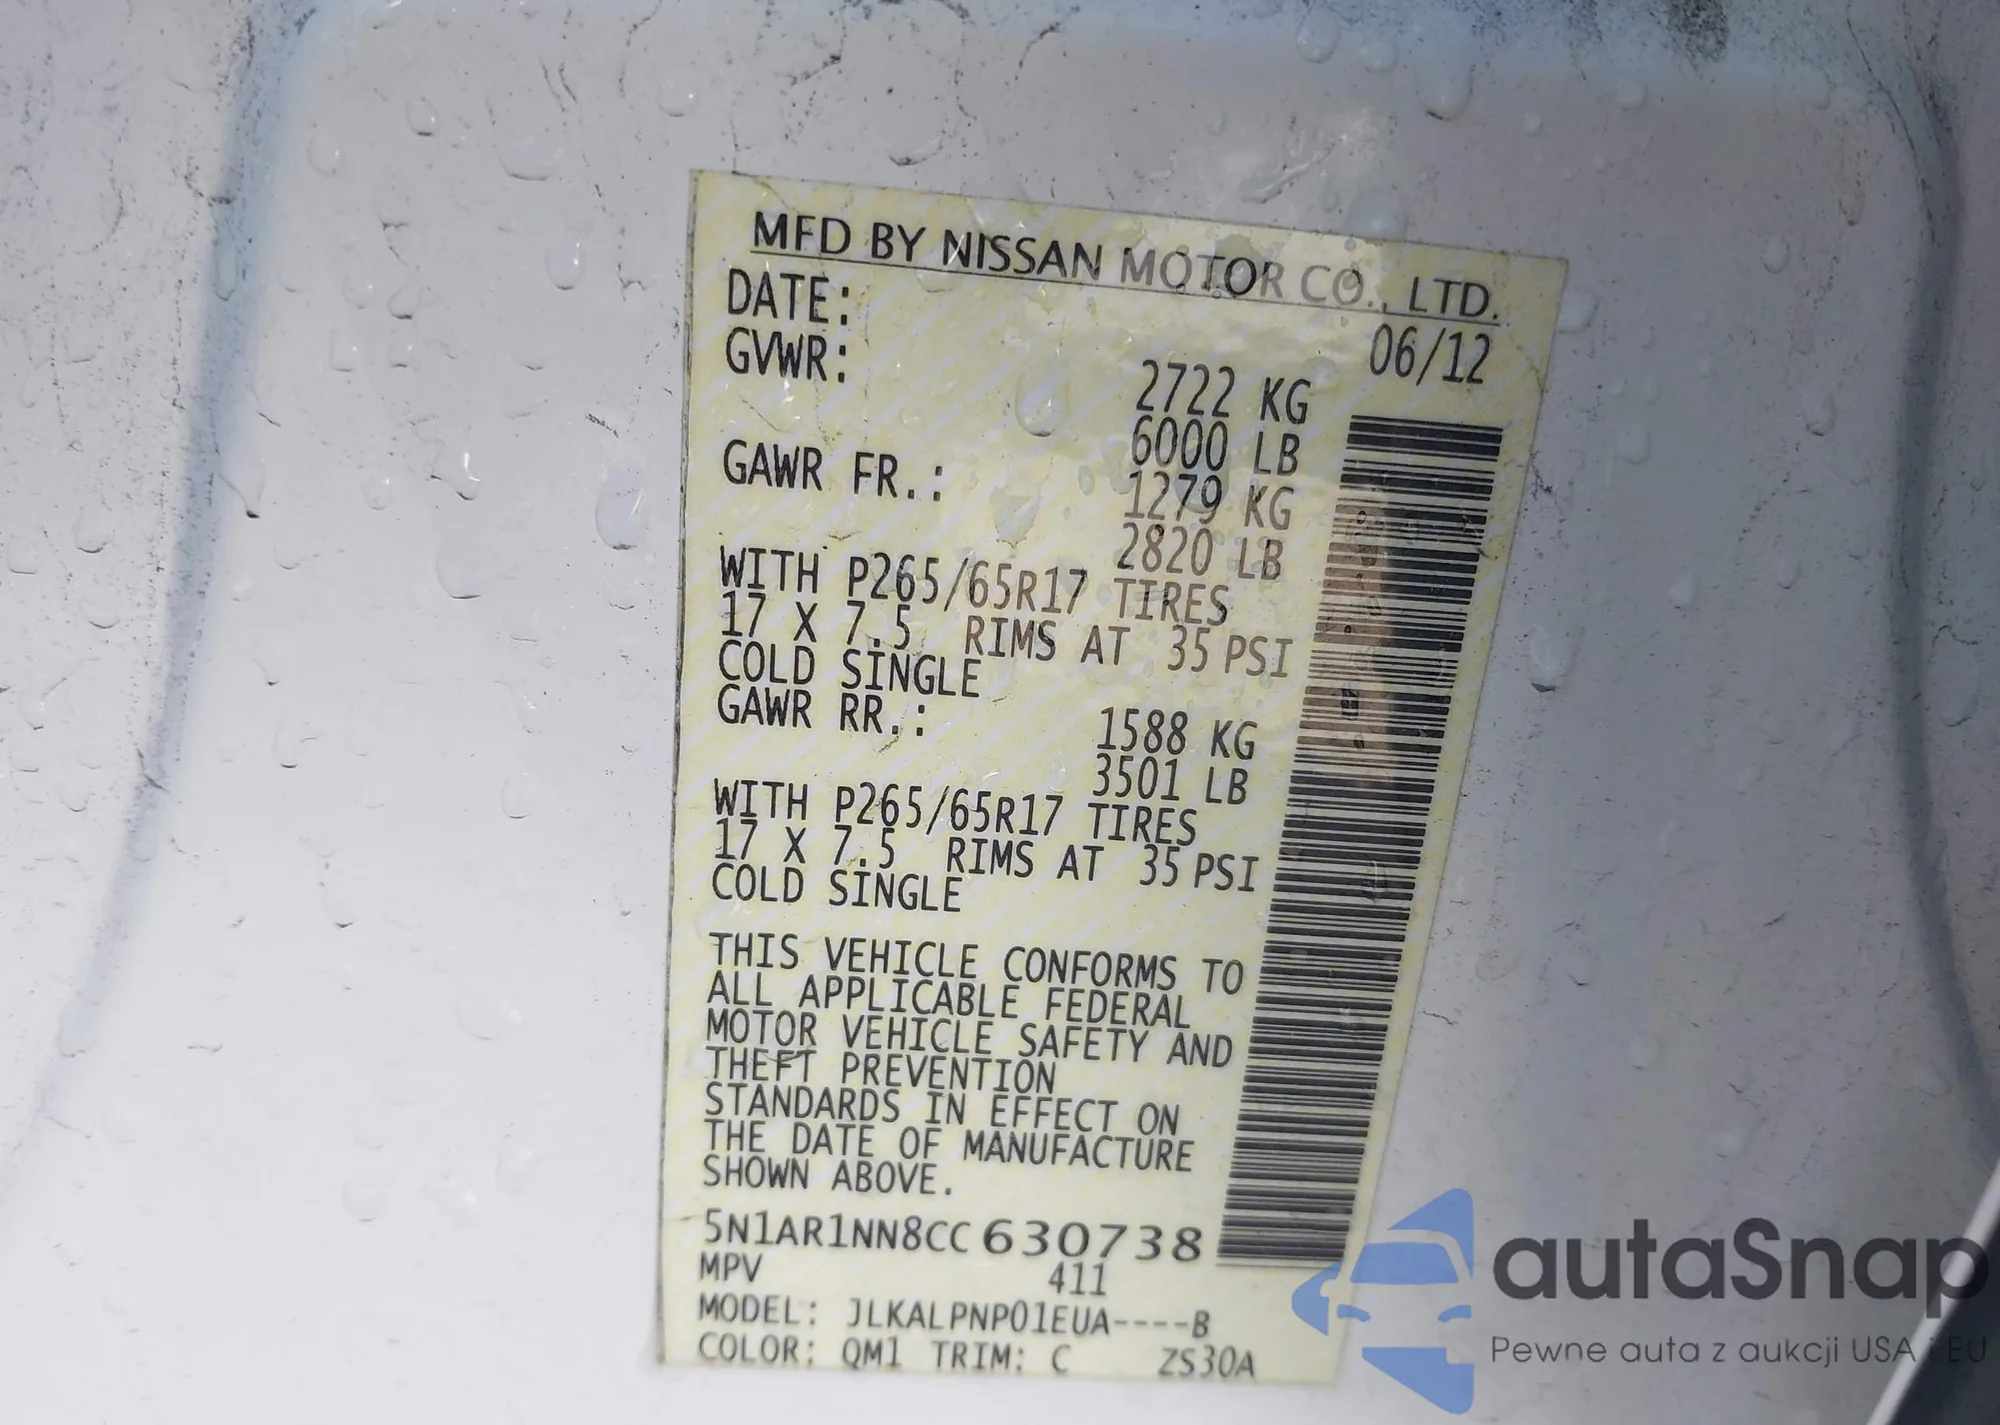 MFD BY NISSAN MOTOR CO., LTD.
DATE: 06/12
GVWR: 2722 KG
6000 LB
GAWR FR.: 1279 KG
2820 LB
WITH P265/65R17 TIRES
17 X 7.5 RIMS AT 35 PSI
COLD SINGLE
GAWR RR.: 1588 KG
3501 LB
WITH P265/65R17 TIRES
17 X 7.5 RIMS AT 35 PSI
COLD SINGLE
THIS VEHICLE CONFORMS TO
ALL APPLICABLE FEDERAL
MOTOR VEHICLE SAFETY AND
THEFT PREVENTION
STANDARDS IN EFFECT ON
THE DATE OF MANUFACTURE
SHOWN ABOVE.
5N1AR1NN8CC630738
MPV 411
MODEL: JLKALPNP01EUA----B
COLOR: QM1 TRIM: C ZS30A
autaSnap
Pewne auta z aukcji USA i EU